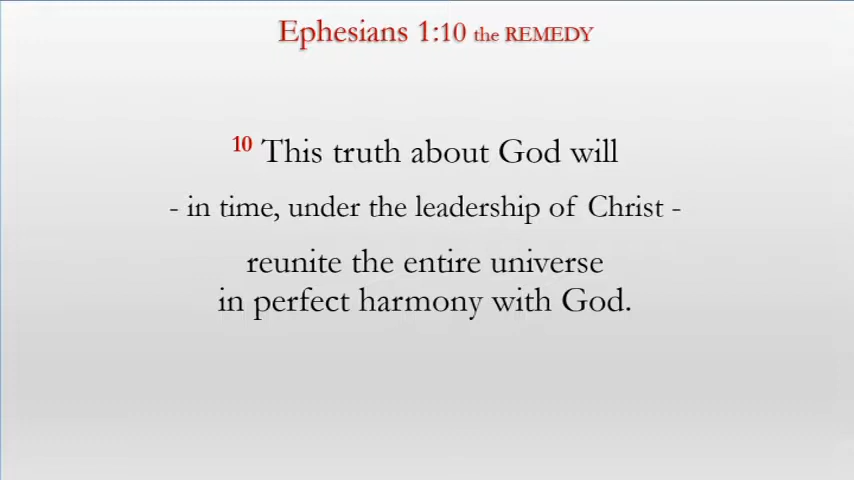 Ephesians 1:10 the REMEDY
10 This truth about God will
- in time, under the leadership of Christ -
reunite the entire universe
in perfect harmony with God.